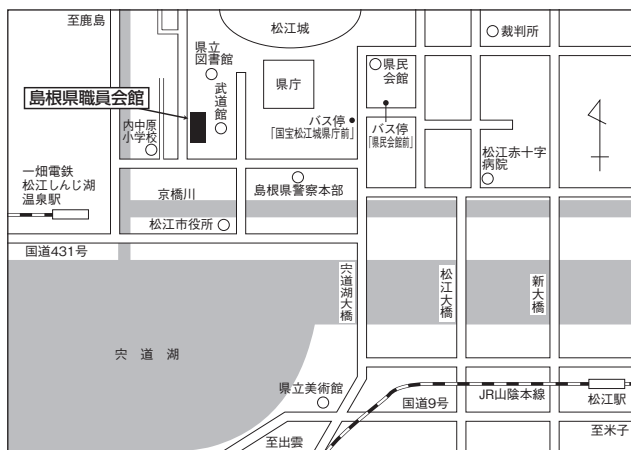 至鹿島
松江城
裁判所
県立
図書館
県民
会館
県庁
島根県職員会館
武道館
内中原
小学校
バス停
「国宝松江城県庁前」
バス停
「県民会館前」
松江赤十字
病院
一畑電鉄
松江しんじ湖
温泉駅
京橋川
島根県警察本部
松江市役所
国道431号
宍道湖大橋
松江大橋
新大橋
宍道湖
県立美術館
国道9号
JR山陰本線
松江駅
至出雲
至米子